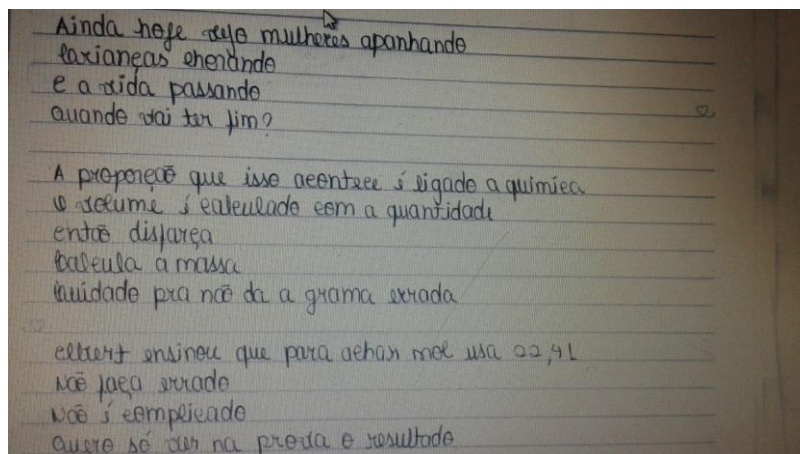 Ainda hoje vejo mulheres apanhando
crianças chorando
e a vida passando
quando vai ter fim?
A proporção que isso acontece é ligado a química
o volume é calculado com a quantidade
então disfarça
calcula a massa
cuidado pra não da a grama errada
ensinou que para achar mol usa 22,4L
Não faça errado
Não é complicado
quero só ver na prova o resultado